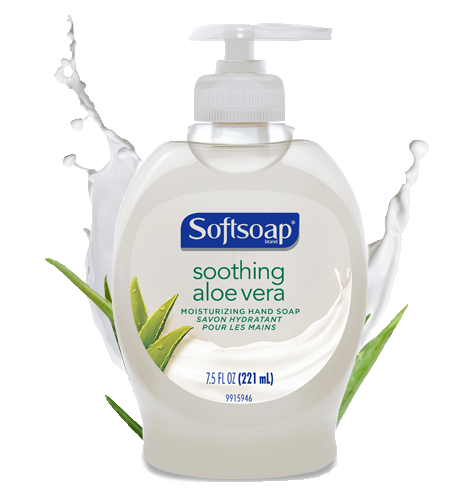 Softsoap®
brand
soothing
aloe vera
MOISTURIZING HAND SOAP
SAVON HYDRATANT
POUR LES MAINS
7.5 FL OZ (221 mL)
9915946